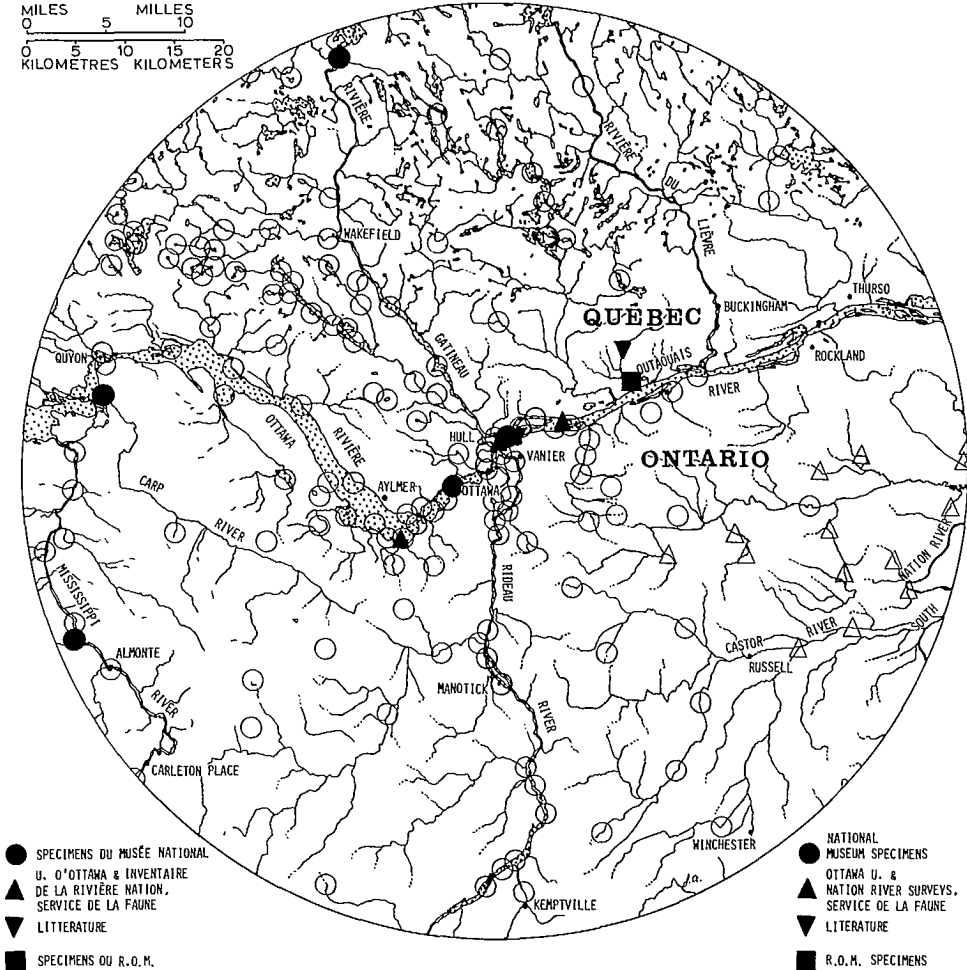 MILES MILLES
0 5 10
0 5 10 15 20
KILOMÈTRES KILOMETERS
RIVIÈRE
RIVIÈRE
DU
LIÈVRE
WAKEFIELD
THURSO
BUCKINGHAM
QUÉBEC
ROCKLAND
QUYON
GATINEAU
OUTAOUAIS
RIVER
OTTAWA
RIVIÈRE
HULL
VANIER
ONTARIO
CARP
RIVER
AYLMER
OTTAWA
NATION RIVER
SOUTH
RIDEAU
MISSISSIPPI
RIVER
CASTOR
RIVER
RUSSELL
ALMONTE
MANOTICK
RIVER
CARLETON PLACE
WINCHESTER
J.a.
KEMPTVILLE
SPECIMENS DU MUSÉE NATIONAL
U. O'OTTAWA & INVENTAIRE
DE LA RIVIÈRE NATION,
SERVICE DE LA FAUNE
LITTERATURE
SPECIMENS OU R.O.M.
NATIONAL
MUSEUM SPECIMENS
OTTAWA U. &
NATION RIVER SURVEYS,
SERVICE DE LA FAUNE
LITERATURE
R.O.M. SPECIMENS